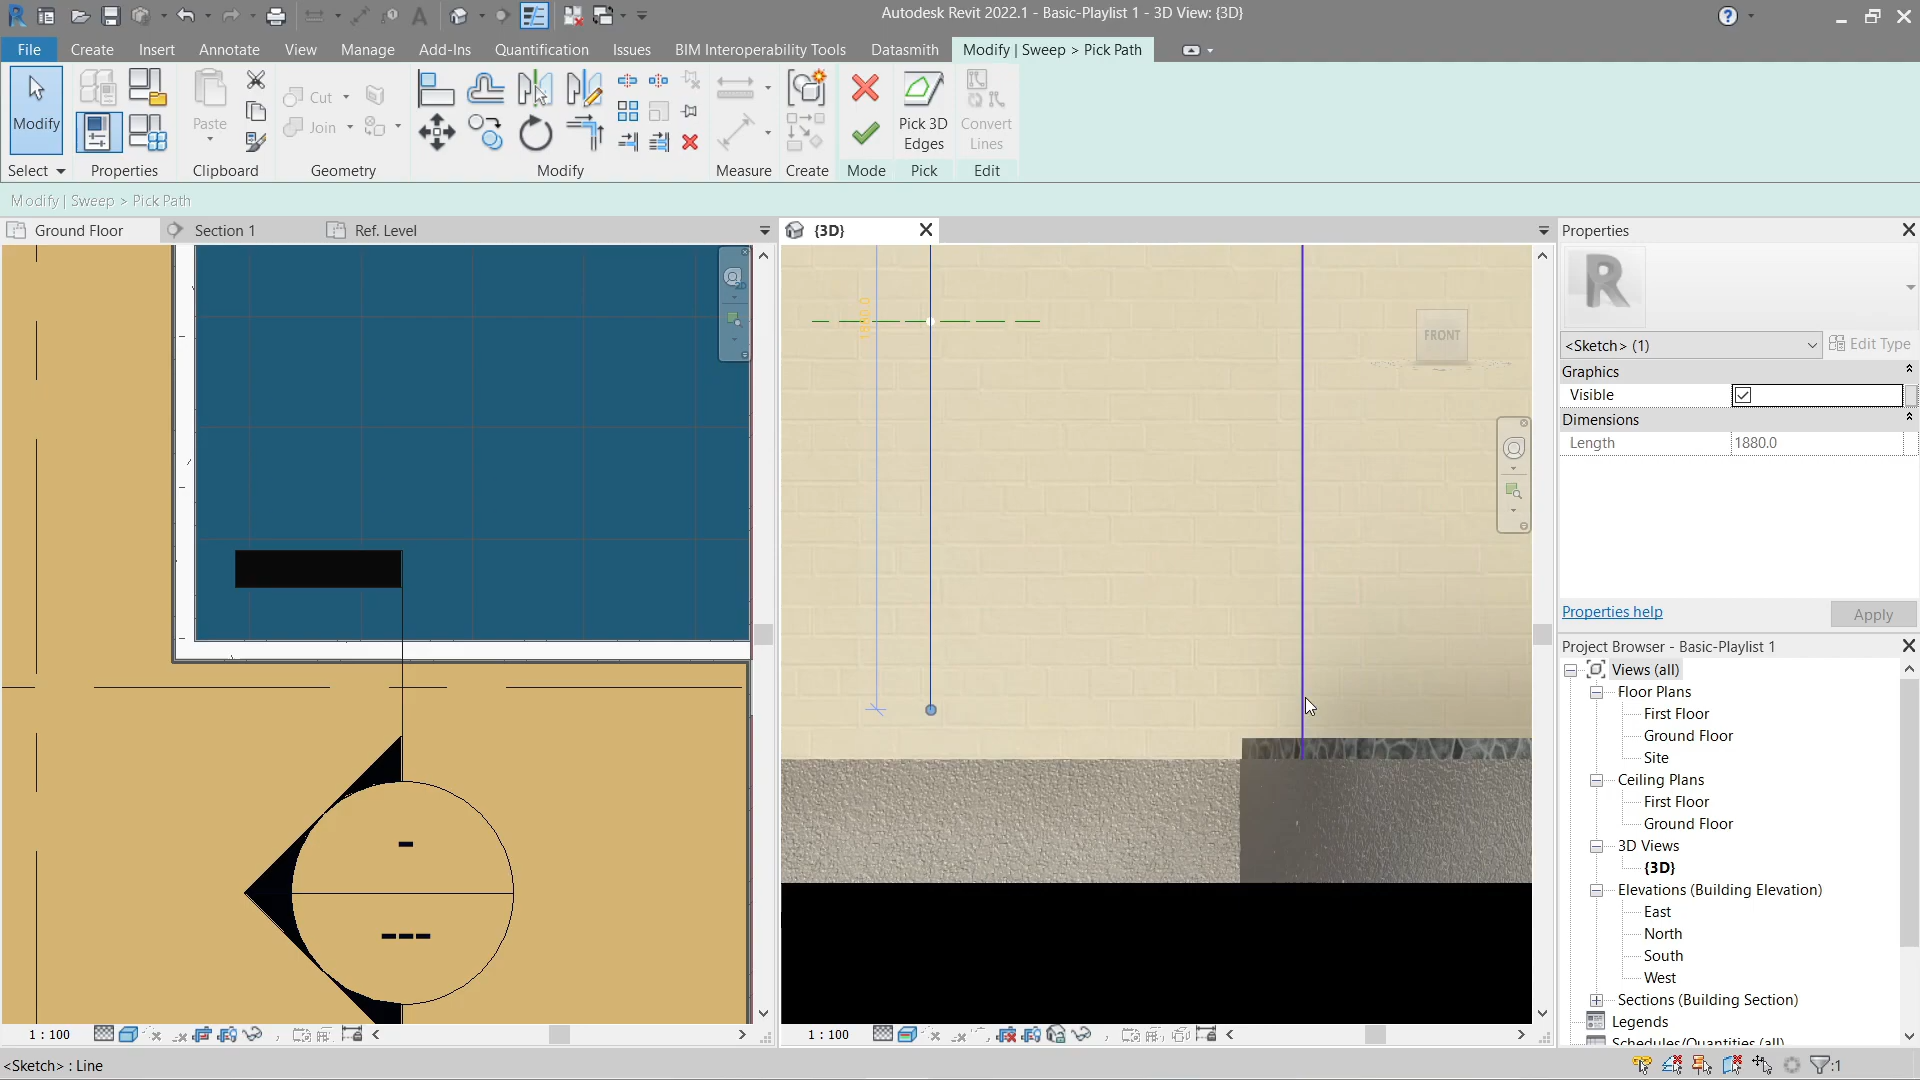 Autodesk Revit 2022.1 - Basic-Playlist 1 - 3D View: {3D}
File Create Insert Annotate View Manage Add-Ins Quantification Issues BIM Interoperability Tools Datasmith Modify | Sweep > Pick Path
Modify Paste Cut Join Pick 3D Edges Convert Lines
Select Properties Clipboard Geometry Modify Measure Create Mode Pick Edit
Modify | Sweep > Pick Path
Ground Floor Section 1 Ref. Level {3D} Properties
R
FRONT
<Sketch> (1) Edit Type
Graphics
Visible
Dimensions
Length 1880.0
Properties help Apply
Project Browser - Basic-Playlist 1
Views (all)
Floor Plans
First Floor
Ground Floor
Site
Ceiling Plans
First Floor
Ground Floor
3D Views
{3D}
Elevations (Building Elevation)
East
North
South
West
Sections (Building Section)
Legends
Schedules/Quantities (all)
1 : 100 1 : 100
<Sketch> : Line :1